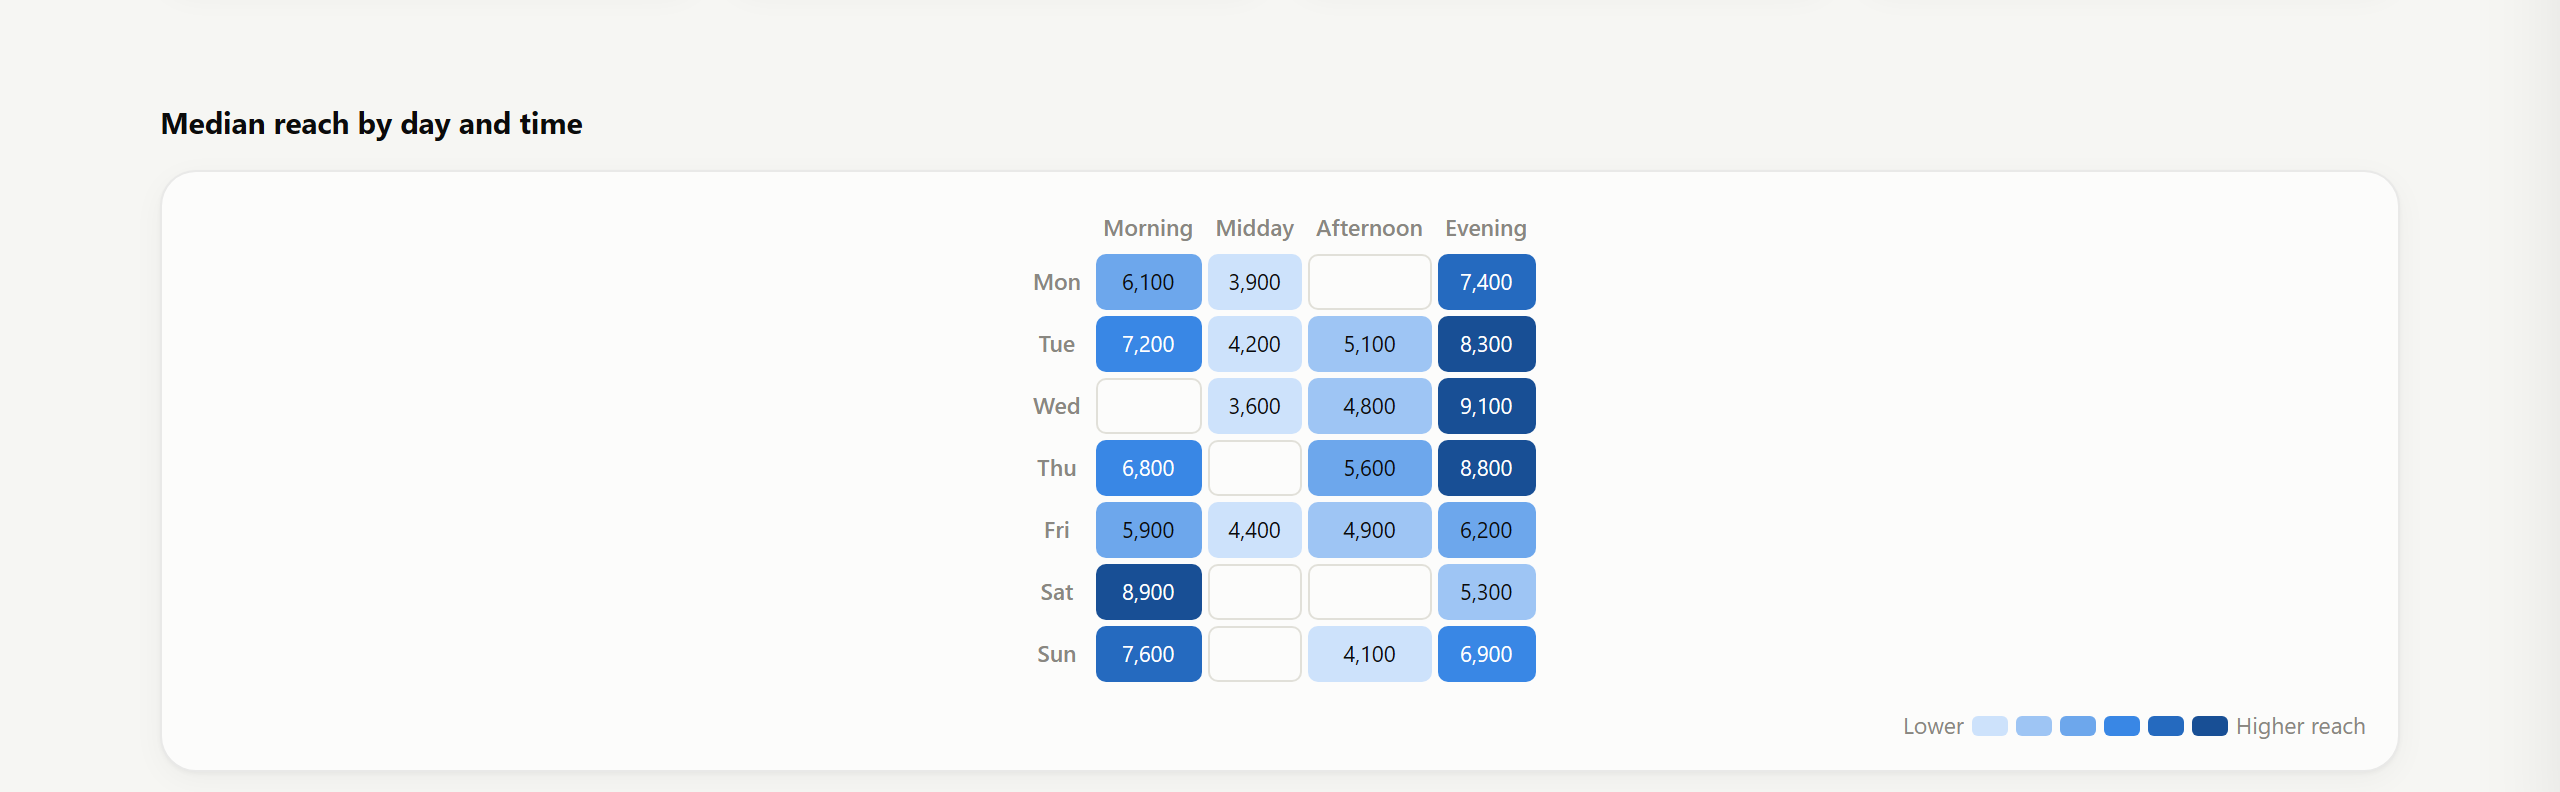 Median reach by day and time
Morning Midday Afternoon Evening
Mon 6,100 3,900 7,400
Tue 7,200 4,200 5,100 8,300
Wed 3,600 4,800 9,100
Thu 6,800 5,600 8,800
Fri 5,900 4,400 4,900 6,200
Sat 8,900 5,300
Sun 7,600 4,100 6,900
Lower Higher reach